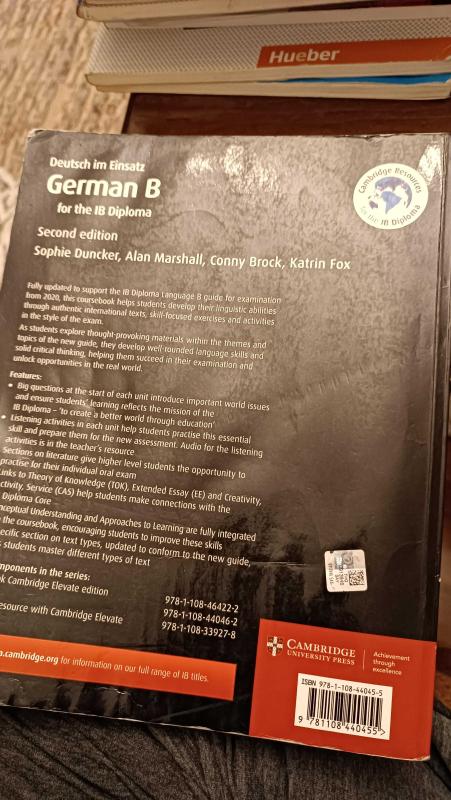 Hueber
Deutsch im Einsatz
German B
for the IB Diploma
Second edition
Sophie Duncker, Alan Marshall, Conny Brock, Katrin Fox
Cambridge Resources
for the IB Diploma
Fully updated to support the IB Diploma Language B guide for examination
from 2020, this coursebook helps students develop their linguistic abilities
through authentic international texts, skill-focused exercises and activities
in the style of the exam.
As students explore thought-provoking materials within the themes and
topics of the new guide, they develop well-rounded language skills and
solid critical thinking, helping them succeed in their examination and
unlock opportunities in the real world.
Features:
• Big questions at the start of each unit introduce important world issues
and ensure students' learning reflects the mission of the
IB Diploma – 'to create a better world through education'
• Listening activities in each unit help students practise this essential
skill and prepare them for the new assessment. Audio for the listening
activities is in the teacher's resource
Sections on literature give higher level students the opportunity to
practise for their individual oral exam
Links to Theory of Knowledge (TOK), Extended Essay (EE) and Creativity,
ctivity, Service (CAS) help students make connections with the
Diploma Core
nceptual Understanding and Approaches to Learning are fully integrated
the coursebook, encouraging students to improve these skills
ecific section on text types, updated to conform to the new guide,
s students master different types of text
mponents in the series:
ok Cambridge Elevate edition 978-1-108-46422-2
978-1-108-44046-2
esource with Cambridge Elevate 978-1-108-33927-8
.cambridge.org for information on our full range of IB titles.
CAMBRIDGE
UNIVERSITY PRESS
Achievement
through
excellence
ISBN 978-1-108-44045-5
9 781108 440455 >